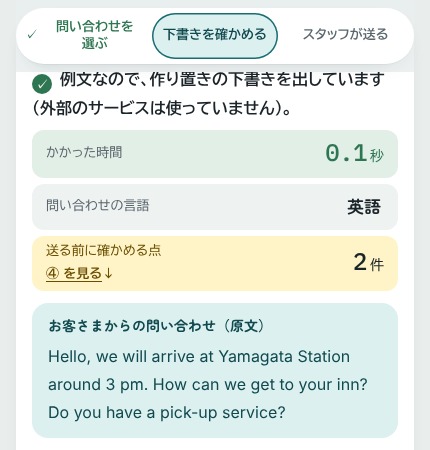 ✓ 問い合わせを
選ぶ
下書きを確かめる
スタッフが送る
✓ 例文なので、作り置きの下書きを出しています
（外部のサービスは使っていません）。
かかった時間 0.1秒
問い合わせの言語 英語
送る前に確かめる点
④ を見る↓
2件
お客さまからの問い合わせ（原文）
Hello, we will arrive at Yamagata Station
around 3 pm. How can we get to your inn?
Do you have a pick-up service?